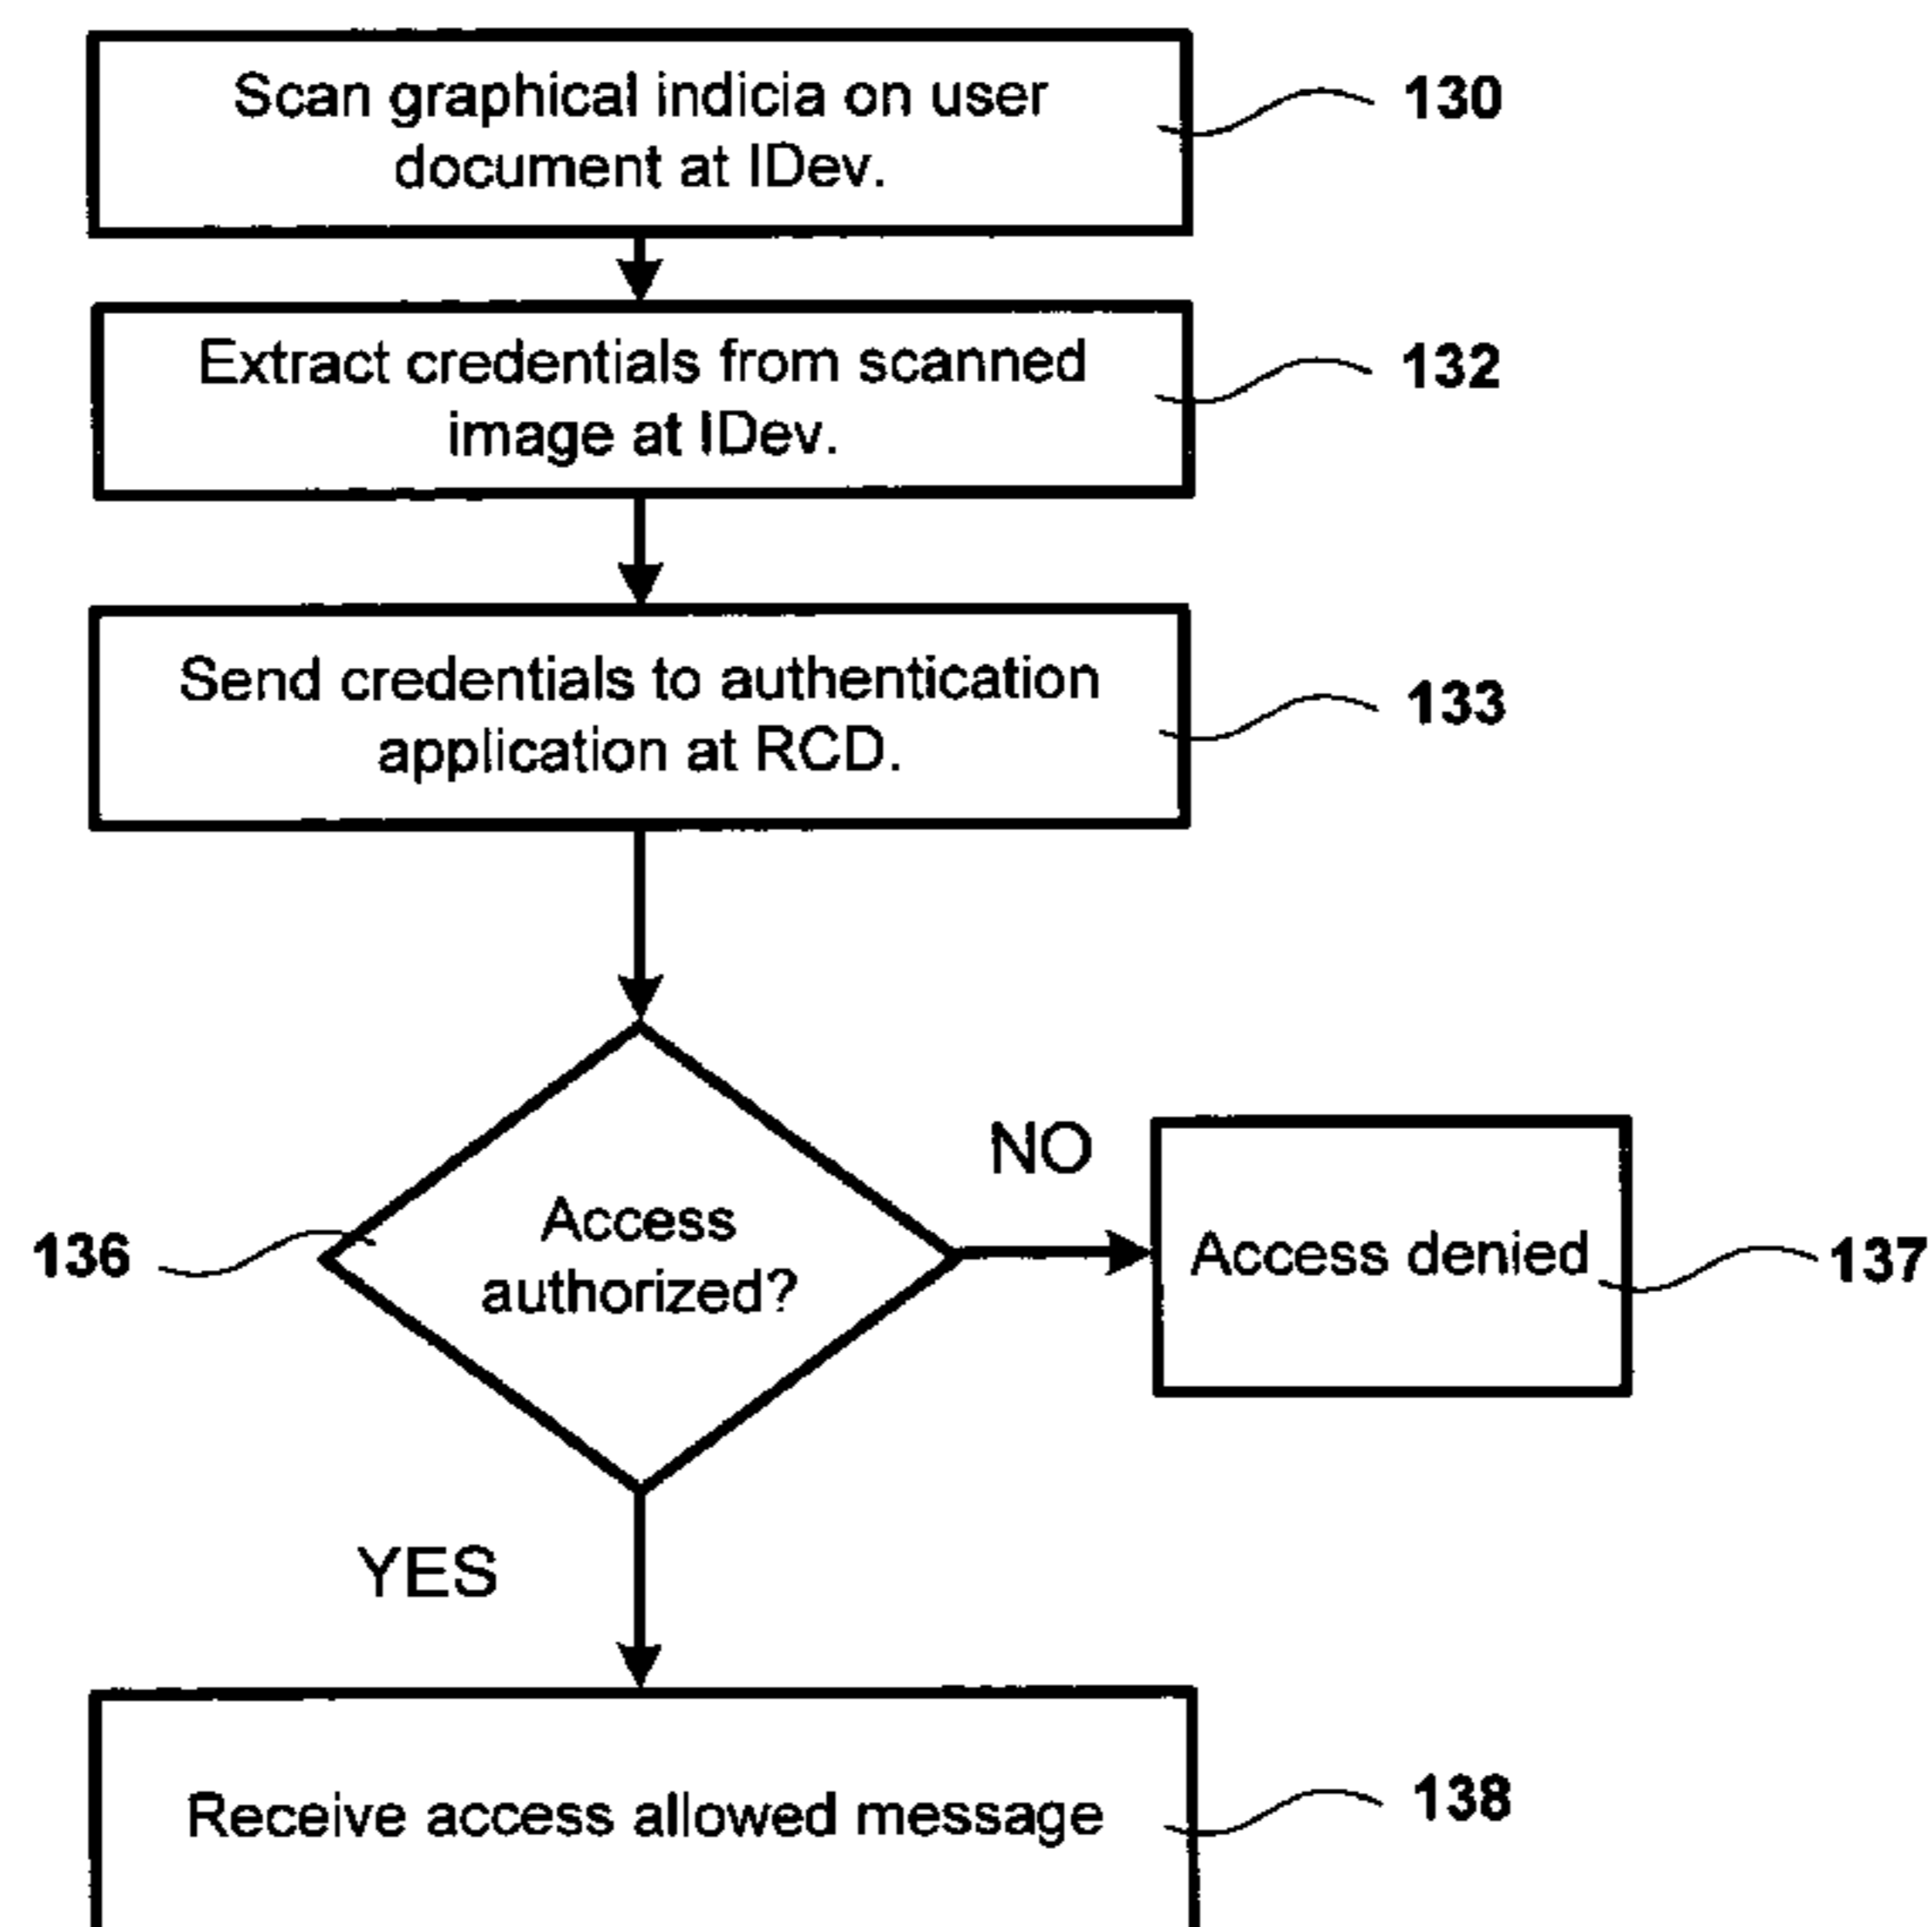 Scan graphical indicia on user
document at IDev.
130
Extract credentials from scanned
image at IDev.
132
Send credentials to authentication
application at RCD.
133
NO
Access
authorized?
136
Access denied
137
YES
Receive access allowed message
138